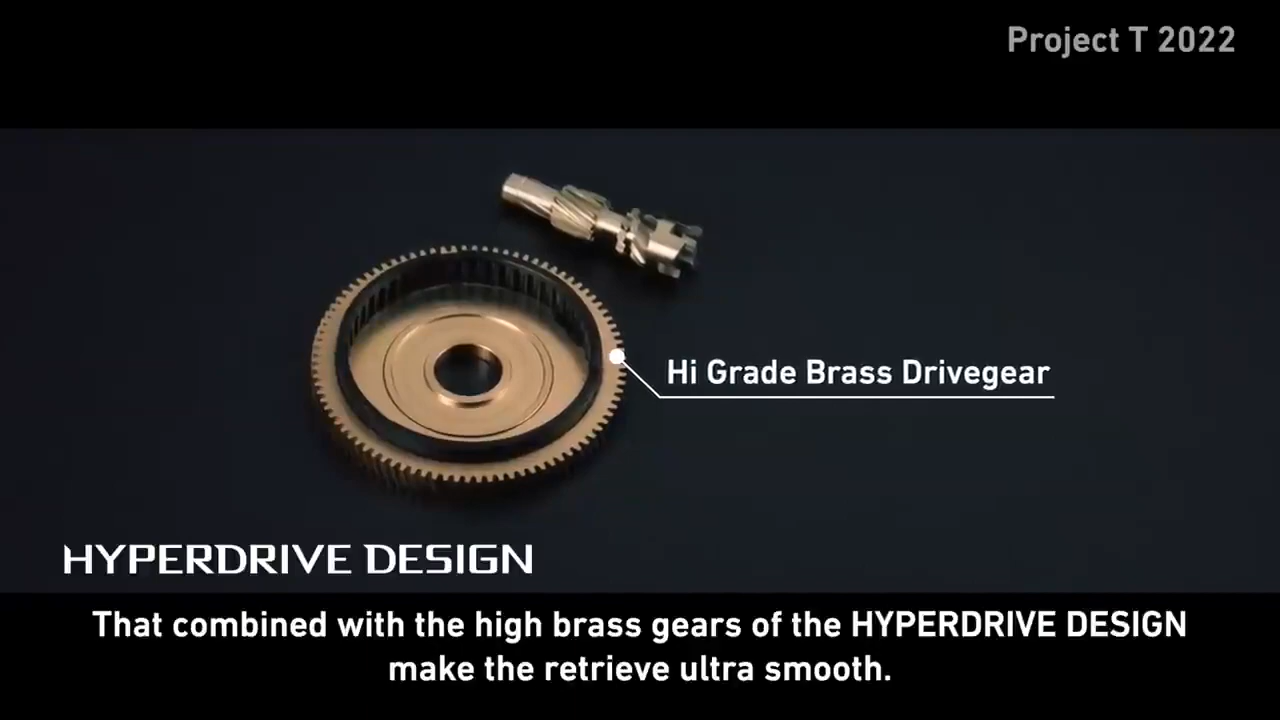 Project T 2022
Hi Grade Brass Drivegear
HYPERDRIVE DESIGN
That combined with the high brass gears of the HYPERDRIVE DESIGN
make the retrieve ultra smooth.